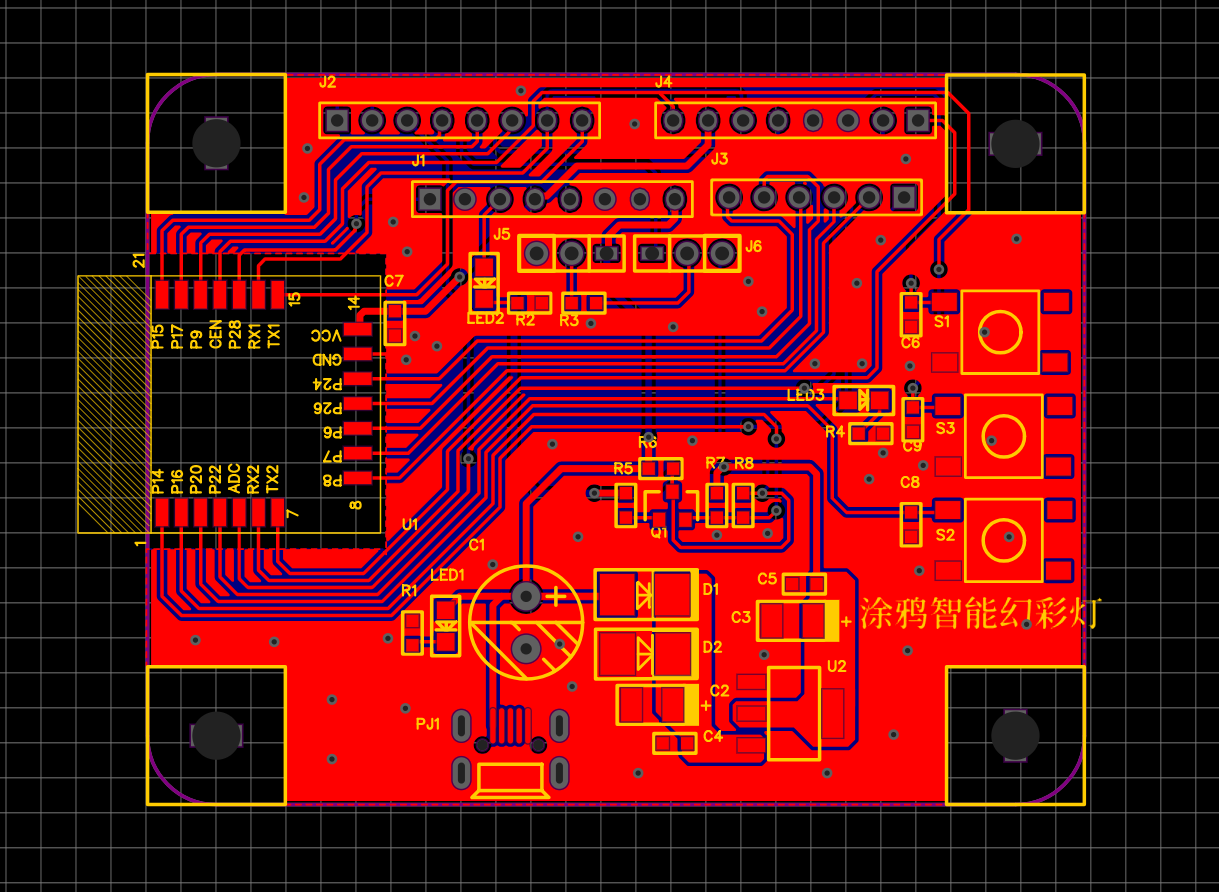 J2
J4
J1
J3
J5
J6
21
15
14
C7
P15
P17
P9
CEN
P28
RX1
TX1
VCC
GND
P24
P26
P6
P7
P8
LED2
R2
R3
S1
C6
LED3
R4
S3
C9
R6
R5
R7
R8
C8
P14
P16
P20
P22
ADC
RX2
TX2
7
8
U1
1
Q1
S2
C1
LED1
R1
+
D1
C5
C3
+
涂鸦智能幻彩灯
D2
U2
C2
+
PJ1
C4